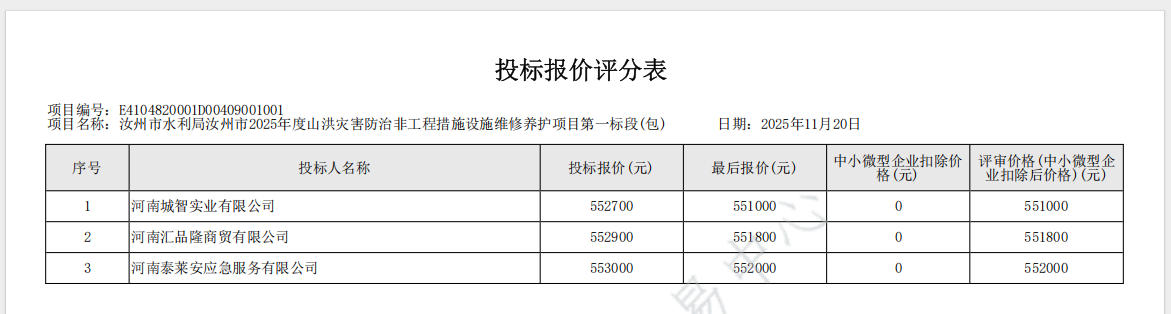 投标报价评分表
项目编号：E4104820001D00409001001
项目名称：汝州市水利局汝州市2025年度山洪灾害防治非工程措施设施维修养护项目第一标段(包) 日期：2025年11月20日
序号 投标人名称 投标报价(元) 最后报价(元) 中小微型企业扣除价格(元) 评审价格(中小微型企业扣除后价格)(元)
1 河南城智实业有限公司 552700 551000 0 551000
2 河南汇品隆商贸有限公司 552900 551800 0 551800
3 河南泰莱安应急服务有限公司 553000 552000 0 552000
易中心